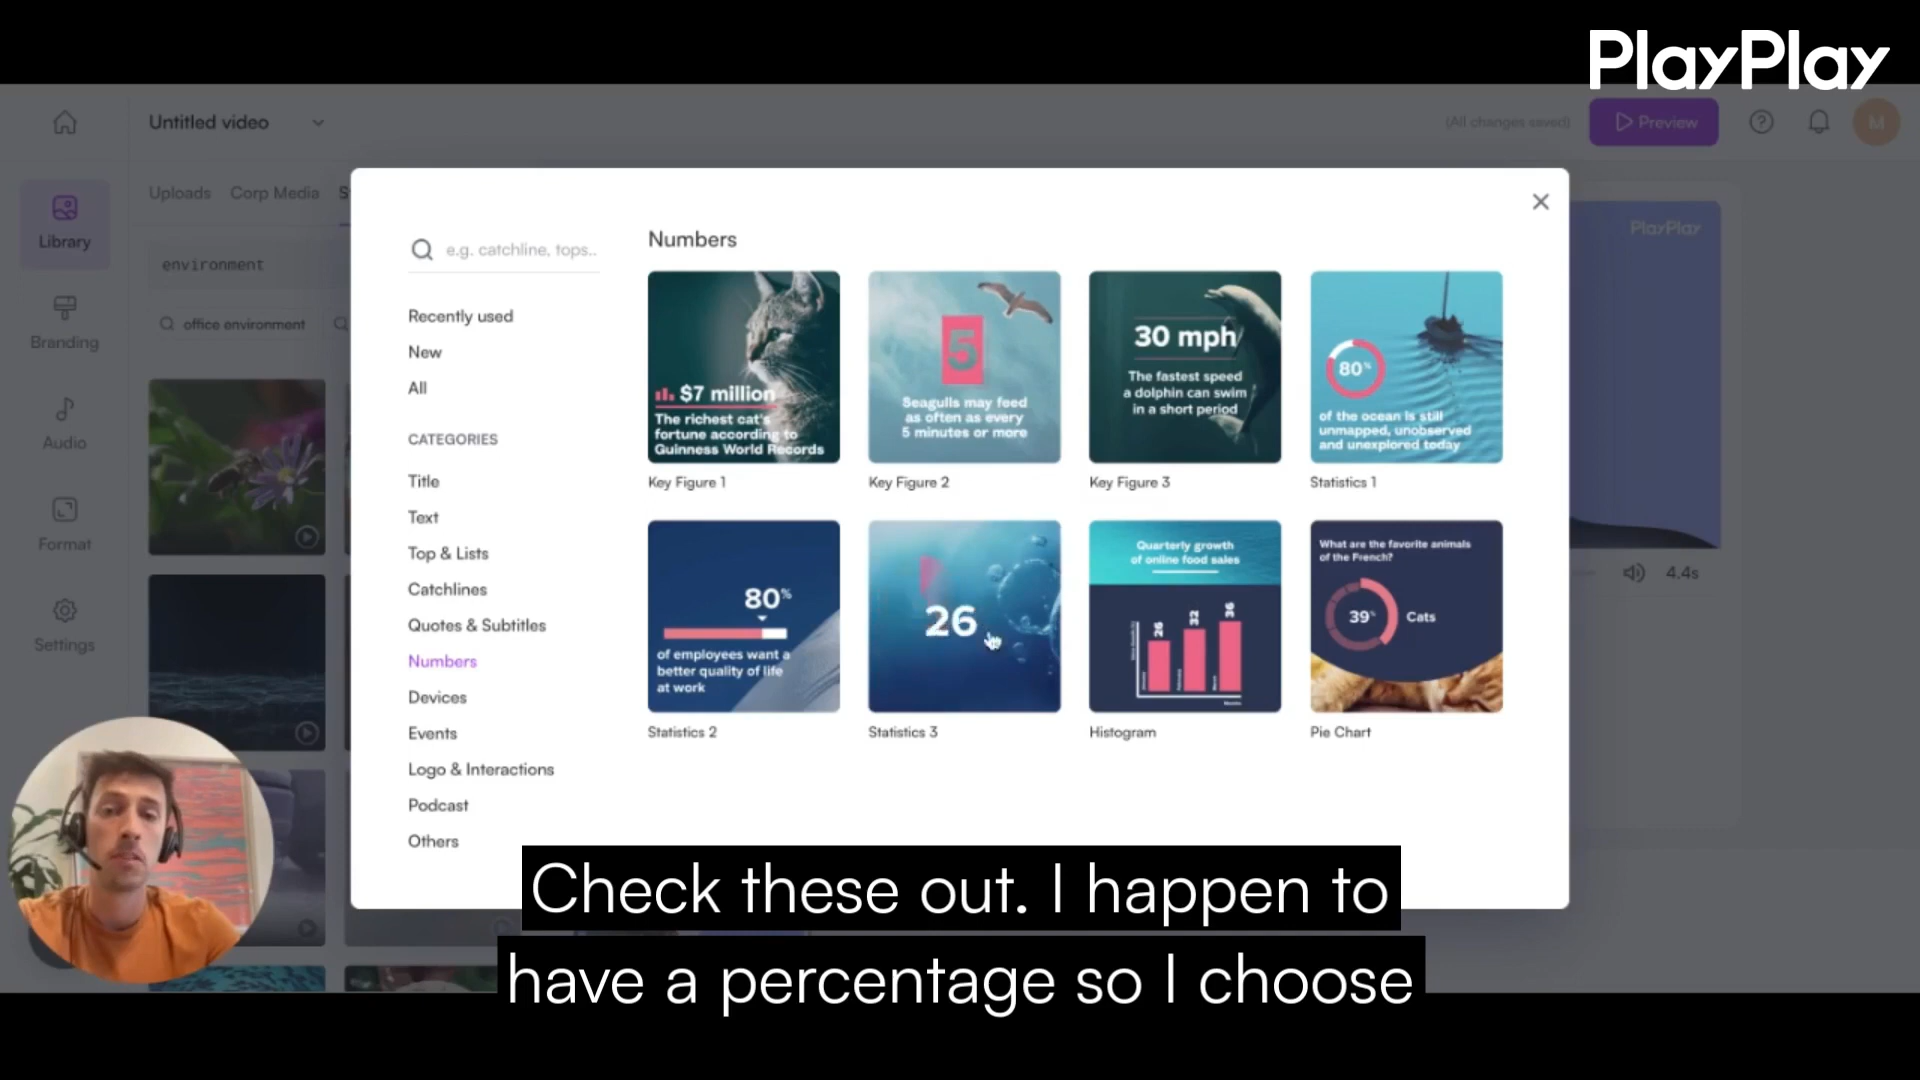 PlayPlay
Untitled video
(All changes saved)
Preview
M
Uploads
Corp Media
Library
Branding
Audio
Format
Settings
environment
office environment
e.g. catchline, tops..
Recently used
New
All
CATEGORIES
Title
Text
Top & Lists
Catchlines
Quotes & Subtitles
Numbers
Devices
Events
Logo & Interactions
Podcast
Others
Numbers
$7 million
The richest cat's
fortune according to
Guinness World Records
Key Figure 1
5
Seagulls may feed
as often as every
5 minutes or more
Key Figure 2
30 mph
The fastest speed
a dolphin can swim
in a short period
Key Figure 3
80%
of the ocean is still
unmapped, unobserved
and unexplored today
Statistics 1
80%
of employees want a
better quality of life
at work
Statistics 2
26
Statistics 3
Quarterly growth
of online food sales
26
32
36
Histogram
What are the favorite animals
of the French?
39%
Cats
Pie Chart
PlayPlay
4.4s
Check these out. I happen to
have a percentage so I choose